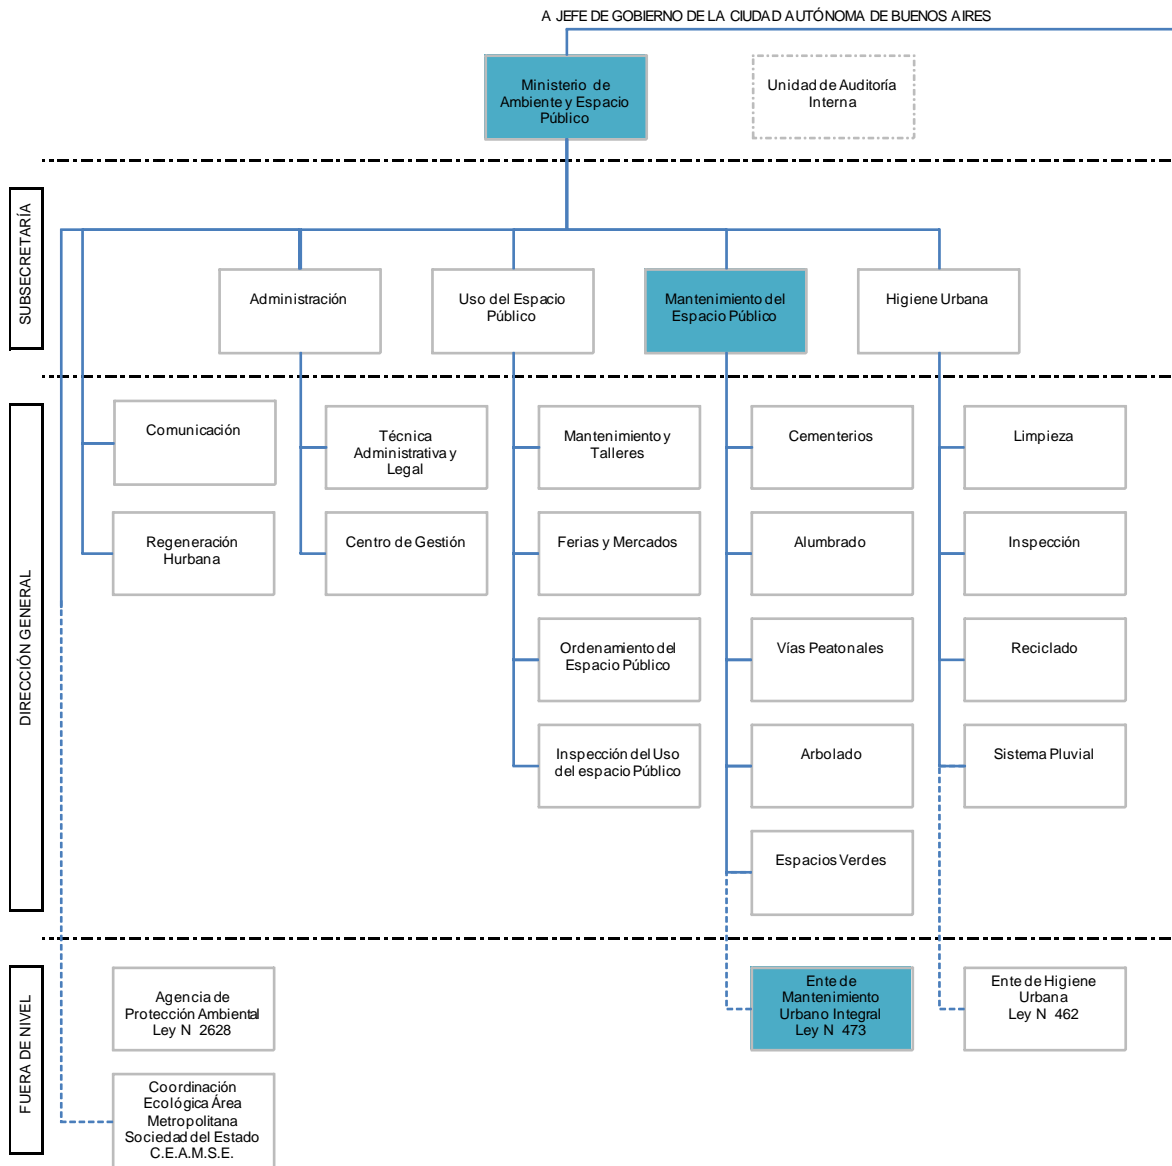 A JEFE DE GOBIERNO DE LA CIUDAD AUTÓNOMA DE BUENOS AIRES
Ministerio de
Ambiente y Espacio
Público
Unidad de Auditoría
Interna
SUBSECRETARÍA
Administración
Uso del Espacio
Público
Mantenimiento del
Espacio Público
Higiene Urbana
DIRECCIÓN GENERAL
Comunicación
Técnica
Administrativa y
Legal
Mantenimiento y
Talleres
Cementerios
Limpieza
Regeneración
Hurbana
Centro de Gestión
Ferias y Mercados
Alumbrado
Inspección
Ordenamiento del
Espacio Público
Vías Peatonales
Reciclado
Inspección del Uso
del espacio Público
Arbolado
Sistema Pluvial
Espacios Verdes
FUERA DE NIVEL
Agencia de
Protección Ambiental
Ley N 2628
Ente de
Mantenimiento
Urbano Integral
Ley N 473
Ente de Higiene
Urbana
Ley N 462
Coordinación
Ecológica Área
Metropolitana
Sociedad del Estado
C.E.A.M.S.E.